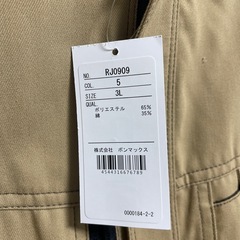 NO. RJ0909
COL. 5
SIZE 3L
QUAL.
ポリエステル 65%
綿 35%
株式会社 ボンマックス
8544316676789
0000184-2-2